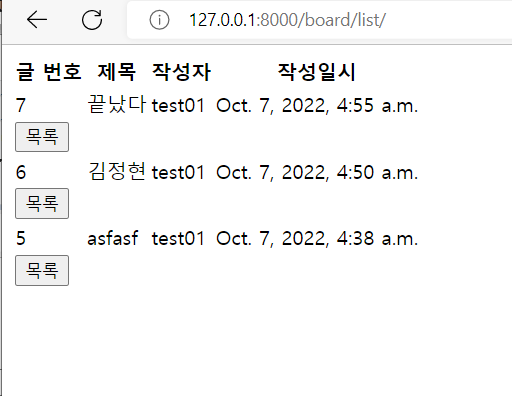 127.0.0.1:8000/board/list/
글 번호 제목 작성자 작성일시
7 끝났다 test01 Oct. 7, 2022, 4:55 a.m.
목록
6 김정현 test01 Oct. 7, 2022, 4:50 a.m.
목록
5 asfasf test01 Oct. 7, 2022, 4:38 a.m.
목록